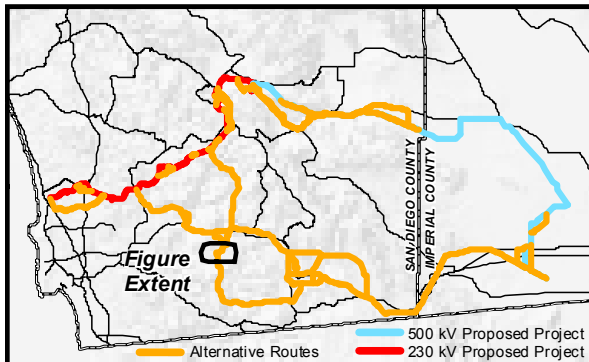 SAN DIEGO COUNTY
IMPERIAL COUNTY
Figure
Extent
500 kV Proposed Project
Alternative Routes
230 kV Proposed Project